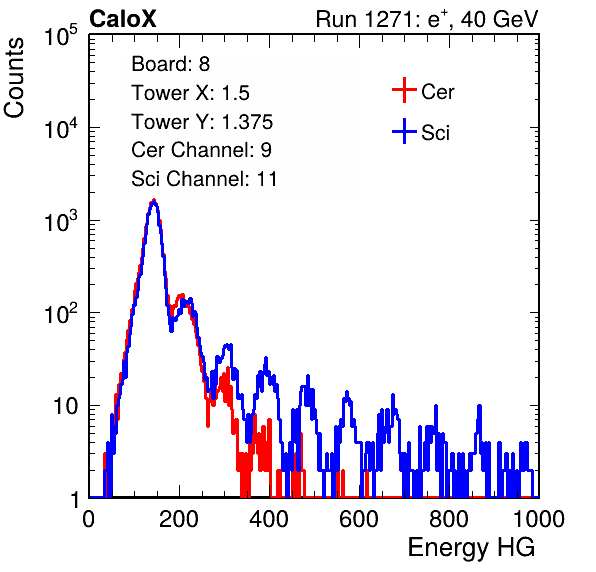 CaloX Run 1271: e⁺, 40 GeV
Counts
Board: 8
Tower X: 1.5
Tower Y: 1.375
Cer Channel: 9
Sci Channel: 11
Cer
Sci
10⁵
10⁴
10³
10²
10
1
0 200 400 600 800 1000
Energy HG